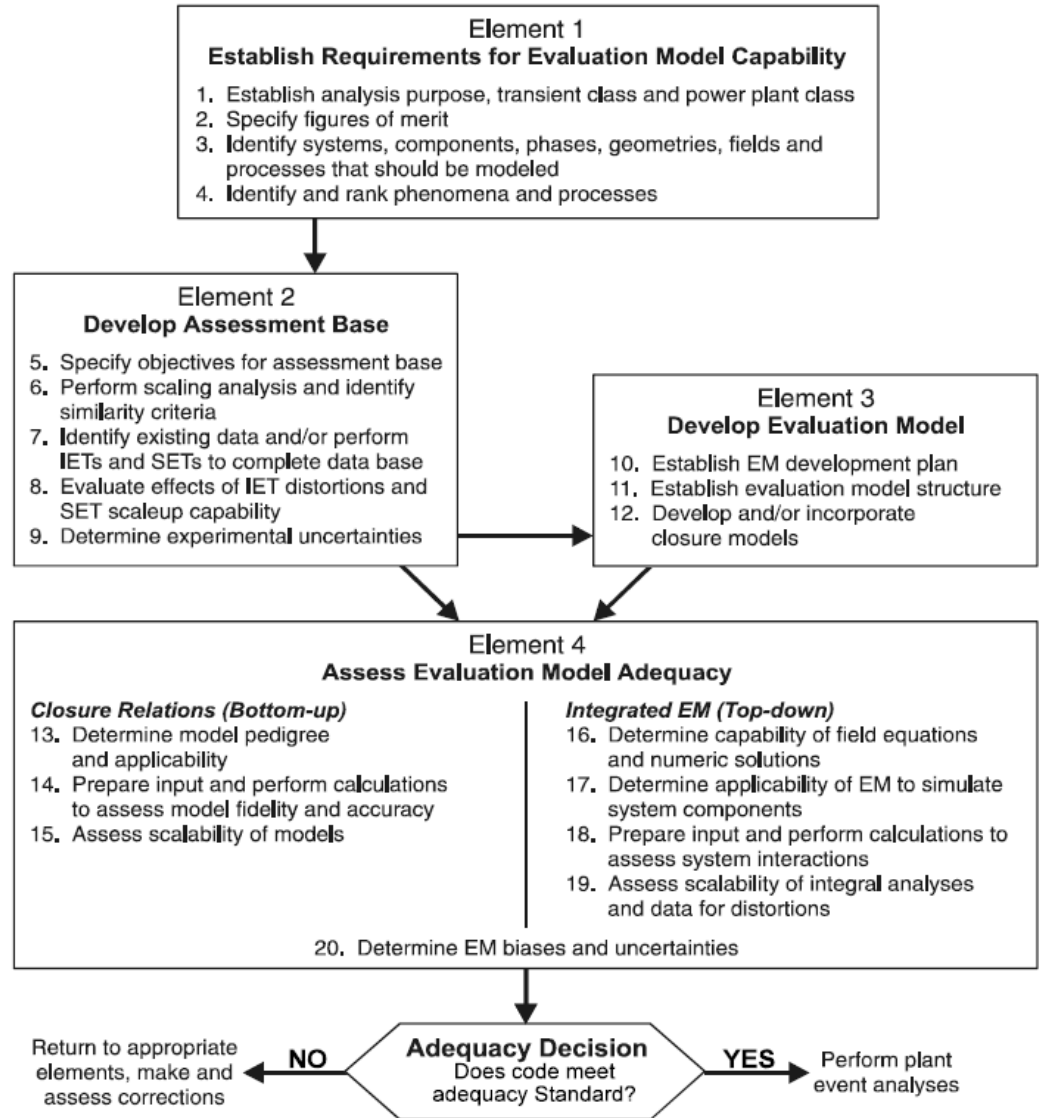 Element 1
Establish Requirements for Evaluation Model Capability
1. Establish analysis purpose, transient class and power plant class
2. Specify figures of merit
3. Identify systems, components, phases, geometries, fields and
processes that should be modeled
4. Identify and rank phenomena and processes
Element 2
Develop Assessment Base
5. Specify objectives for assessment base
6. Perform scaling analysis and identify
similarity criteria
7. Identify existing data and/or perform
IETs and SETs to complete data base
8. Evaluate effects of IET distortions and
SET scaleup capability
9. Determine experimental uncertainties
Element 3
Develop Evaluation Model
10. Establish EM development plan
11. Establish evaluation model structure
12. Develop and/or incorporate
closure models
Element 4
Assess Evaluation Model Adequacy
Closure Relations (Bottom-up)
13. Determine model pedigree
and applicability
14. Prepare input and perform calculations
to assess model fidelity and accuracy
15. Assess scalability of models
Integrated EM (Top-down)
16. Determine capability of field equations
and numeric solutions
17. Determine applicability of EM to simulate
system components
18. Prepare input and perform calculations to
assess system interactions
19. Assess scalability of integral analyses
and data for distortions
20. Determine EM biases and uncertainties
Adequacy Decision
Does code meet
adequacy Standard?
NO
Return to appropriate
elements, make and
assess corrections
YES
Perform plant
event analyses